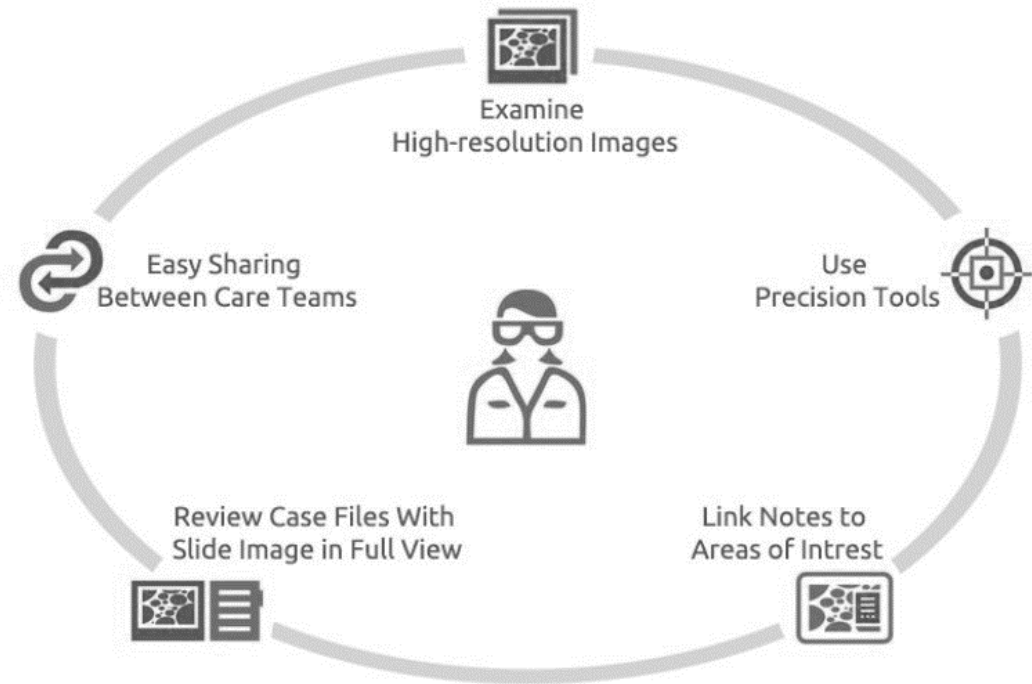 Examine
High-resolution Images
Easy Sharing
Between Care Teams
Use
Precision Tools
Review Case Files With
Slide Image in Full View
Link Notes to
Areas of Intrest